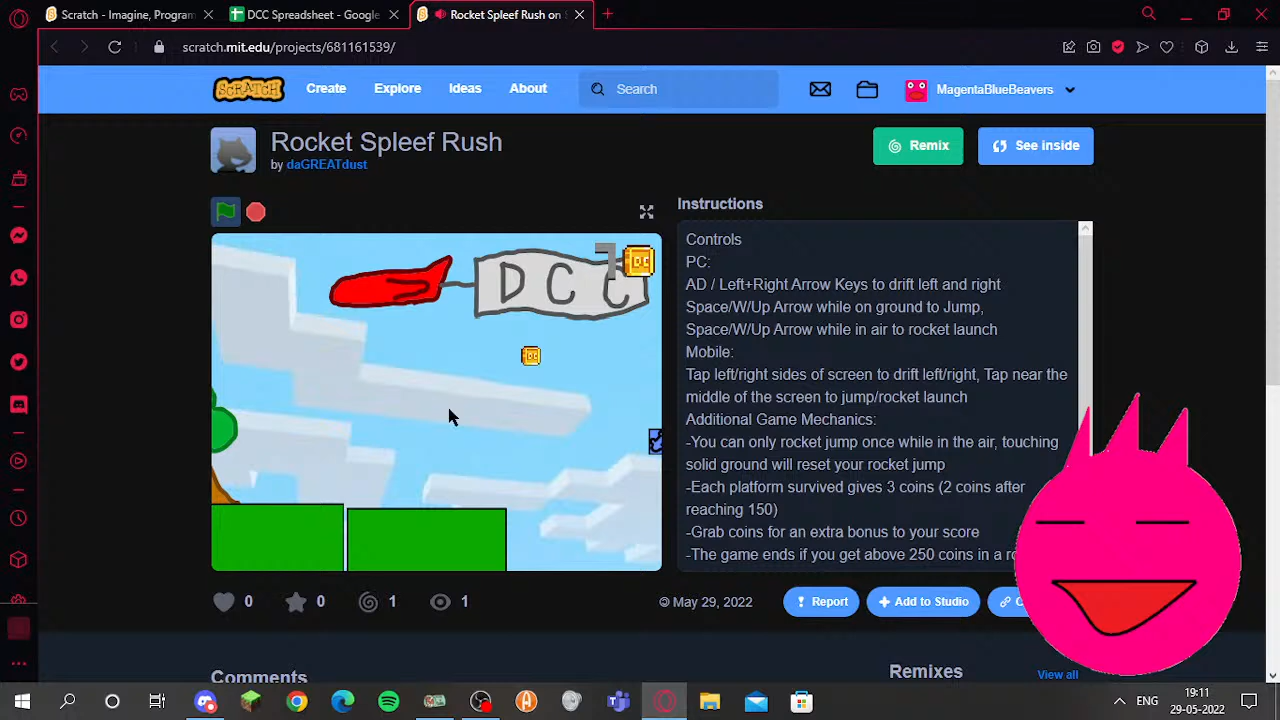 Scratch - Imagine, Program
DCC Spreadsheet - Google
Rocket Spleef Rush on S
scratch.mit.edu/projects/681161539/
SCRATCH
Create
Explore
Ideas
About
Search
MagentaBlueBeavers
Rocket Spleef Rush
by daGREATdust
Remix
See inside
Instructions
DCC
7
Controls
PC:
AD / Left+Right Arrow Keys to drift left and right
Space/W/Up Arrow while on ground to Jump,
Space/W/Up Arrow while in air to rocket launch
Mobile:
Tap left/right sides of screen to drift left/right, Tap near the
middle of the screen to jump/rocket launch
Additional Game Mechanics:
-You can only rocket jump once while in the air, touching
solid ground will reset your rocket jump
-Each platform survived gives 3 coins (2 coins after
reaching 150)
-Grab coins for an extra bonus to your score
-The game ends if you get above 250 coins in a ro
0
0
1
1
© May 29, 2022
Report
Add to Studio
C
Comments
Remixes
View all
ENG
19:11
29-05-2022